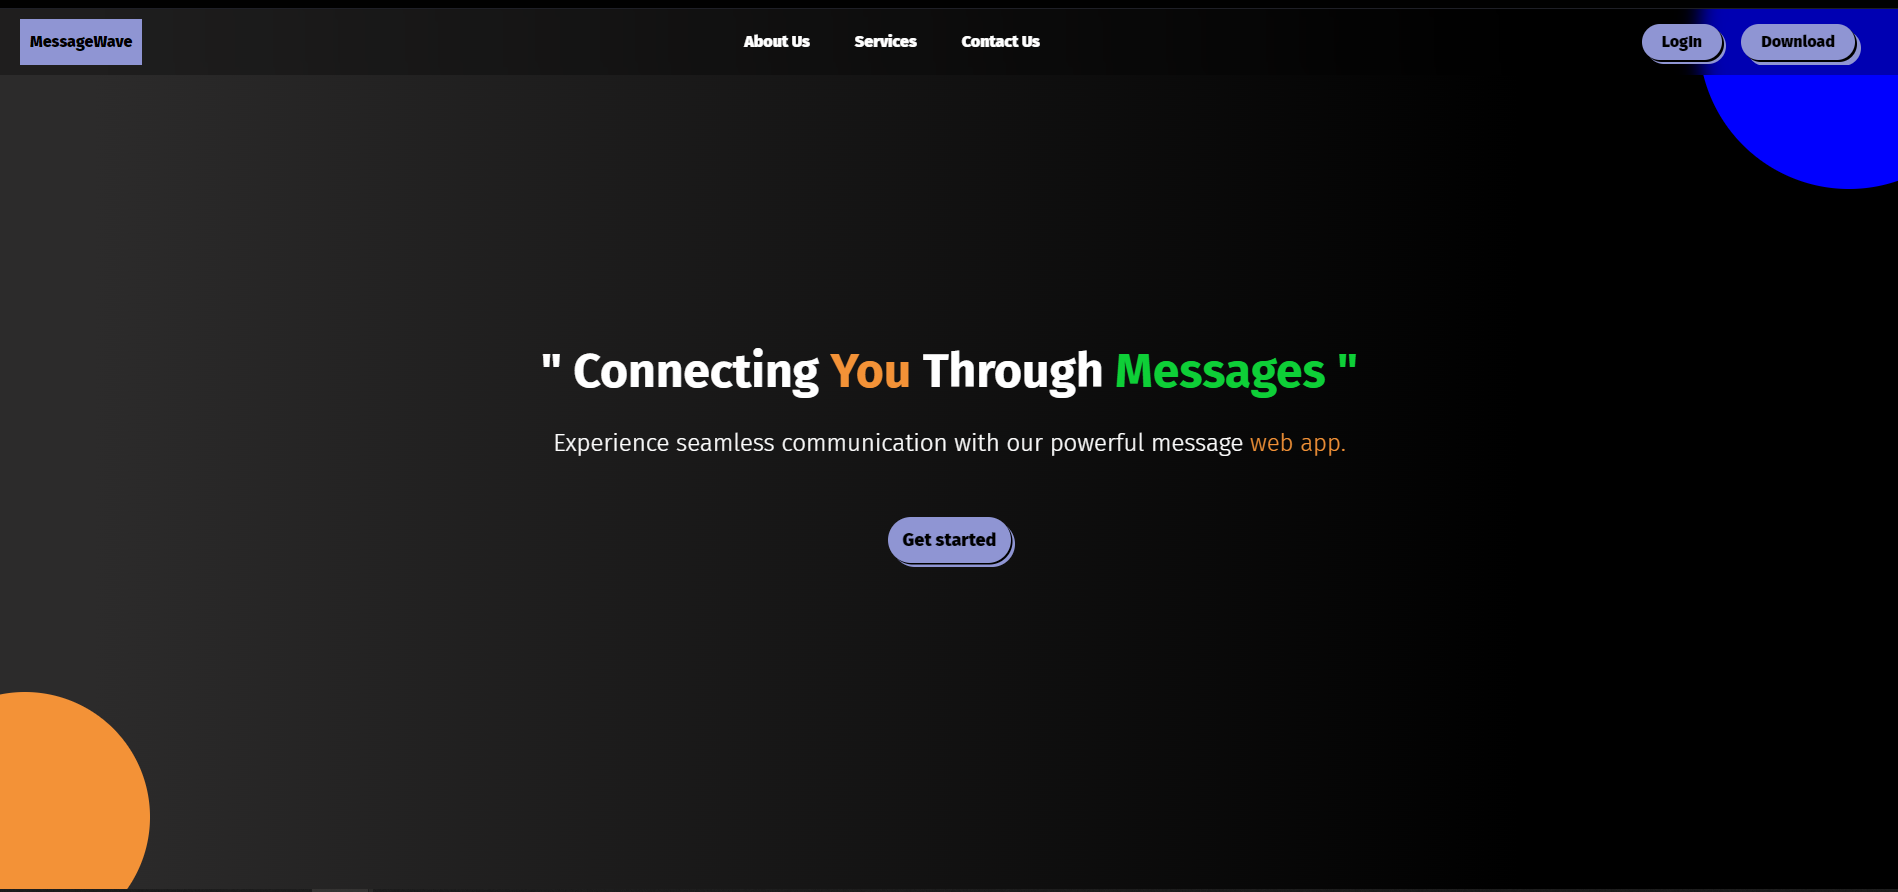 MessageWave
About Us Services Contact Us
LogIn Download
" Connecting You Through Messages "
Experience seamless communication with our powerful message web app.
Get started